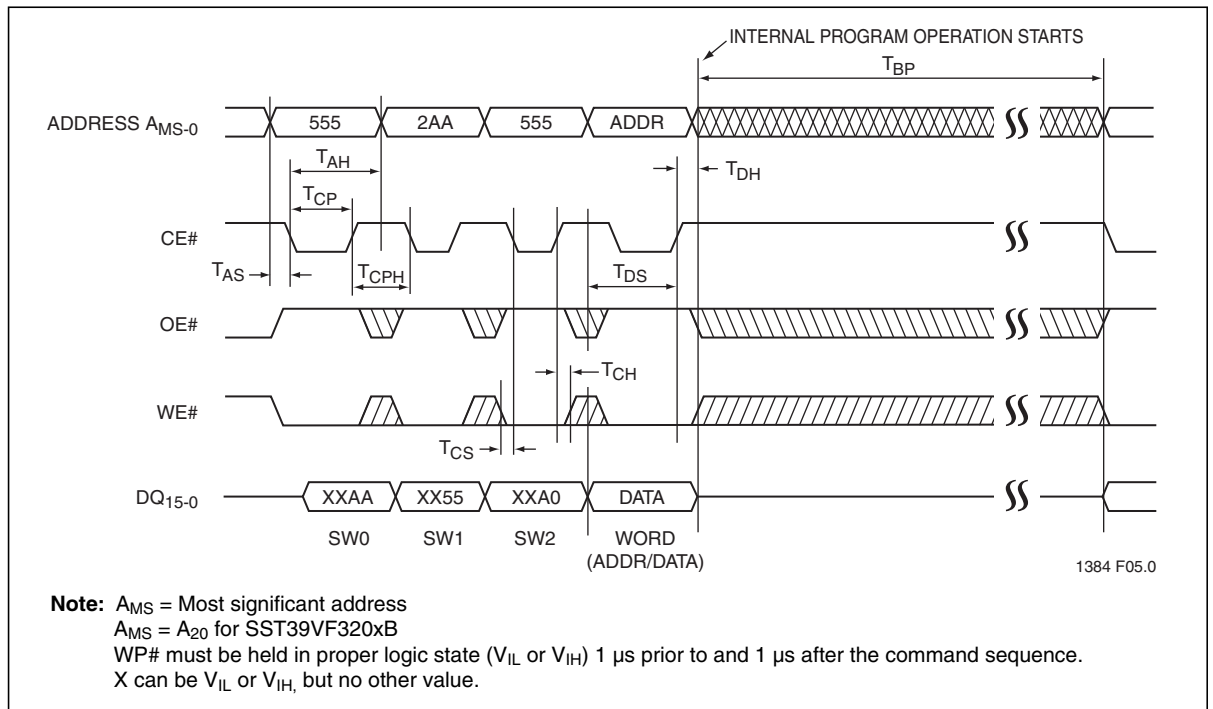 INTERNAL PROGRAM OPERATION STARTS
TBP
ADDRESS AMS-0
555
2AA
555
ADDR
TAH
TDH
TCP
CE#
TAS
TCPH
TDS
OE#
TCH
WE#
TCS
DQ15-0
XXAA
XX55
XXA0
DATA
SW0
SW1
SW2
WORD
(ADDR/DATA)
1384 F05.0
Note: AMS = Most significant address
AMS = A20 for SST39VF320xB
WP# must be held in proper logic state (VIL or VIH) 1 µs prior to and 1 µs after the command sequence.
X can be VIL or VIH, but no other value.